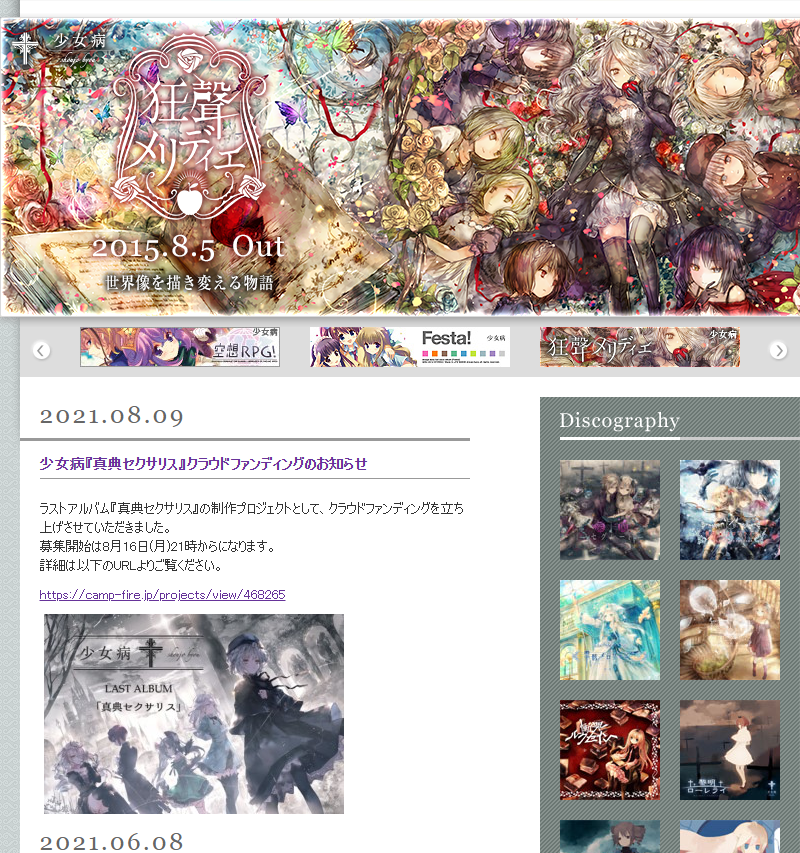 少女病
shoujo byou
狂聲
メリディエ
2015.8.5 Out
世界像を描き変える物語
少女病
空想RPG!
Festa!
少女病
狂聲メリディエ
少女病
2021.08.09
少女病『真典セクサリス』クラウドファンディングのお知らせ
ラストアルバム『真典セクサリス』の制作プロジェクトとして、クラウドファンディングを立ち
上げさせていただきました。
募集開始は8月16日(月)21時からになります。
詳細は以下のURLよりご覧ください。
https://camp-fire.jp/projects/view/468265
少女病
shoujo byou
LAST ALBUM
「真典セクサリス」
2021.06.08
Discography
黎明
ローレライ